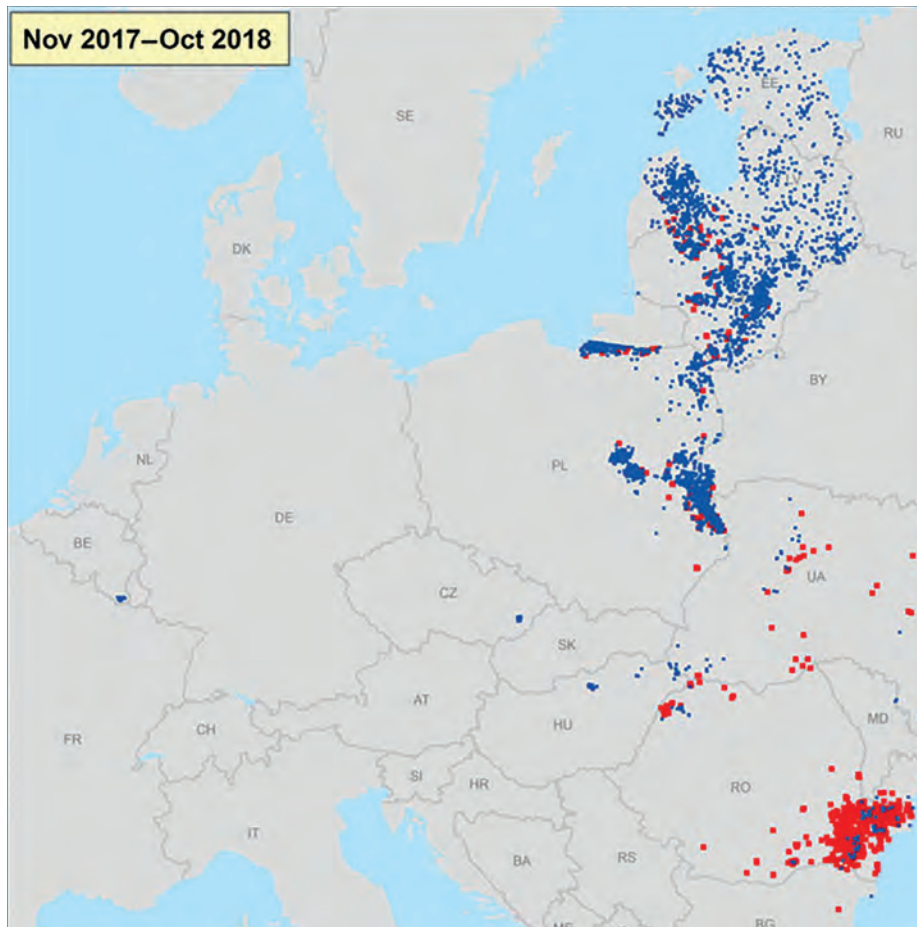 Nov 2017–Oct 2018
SE
EE
RU
LV
DK
BY
NL
PL
DE
BE
UA
CZ
SK
AT
MD
FR
CH
HU
SI
HR
RO
IT
BA
RS
BG